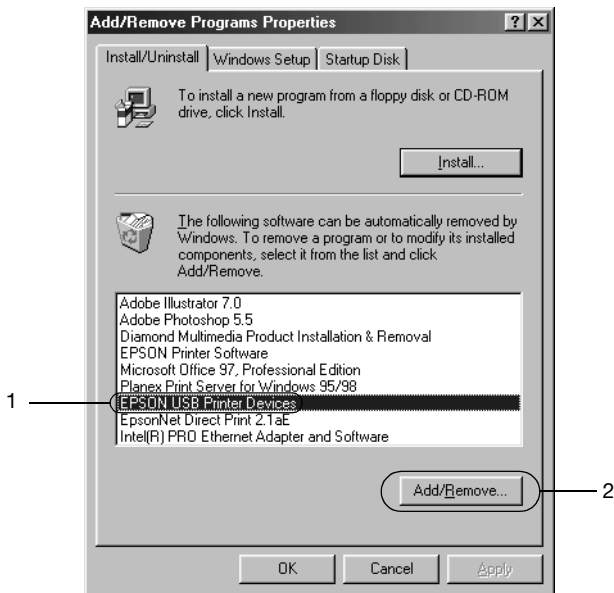 Add/Remove Programs Properties
Install/Uninstall Windows Setup Startup Disk
To install a new program from a floppy disk or CD-ROM
drive, click Install.
Install...
The following software can be automatically removed by
Windows. To remove a program or to modify its installed
components, select it from the list and click
Add/Remove.
Adobe Illustrator 7.0
Adobe Photoshop 5.5
Diamond Multimedia Product Installation & Removal
EPSON Printer Software
Microsoft Office 97, Professional Edition
Planex Print Server for Windows 95/98
1 EPSON USB Printer Devices
EpsonNet Direct Print 2.1aE
Intel(R) PRO Ethernet Adapter and Software
Add/Remove... 2
OK Cancel Apply